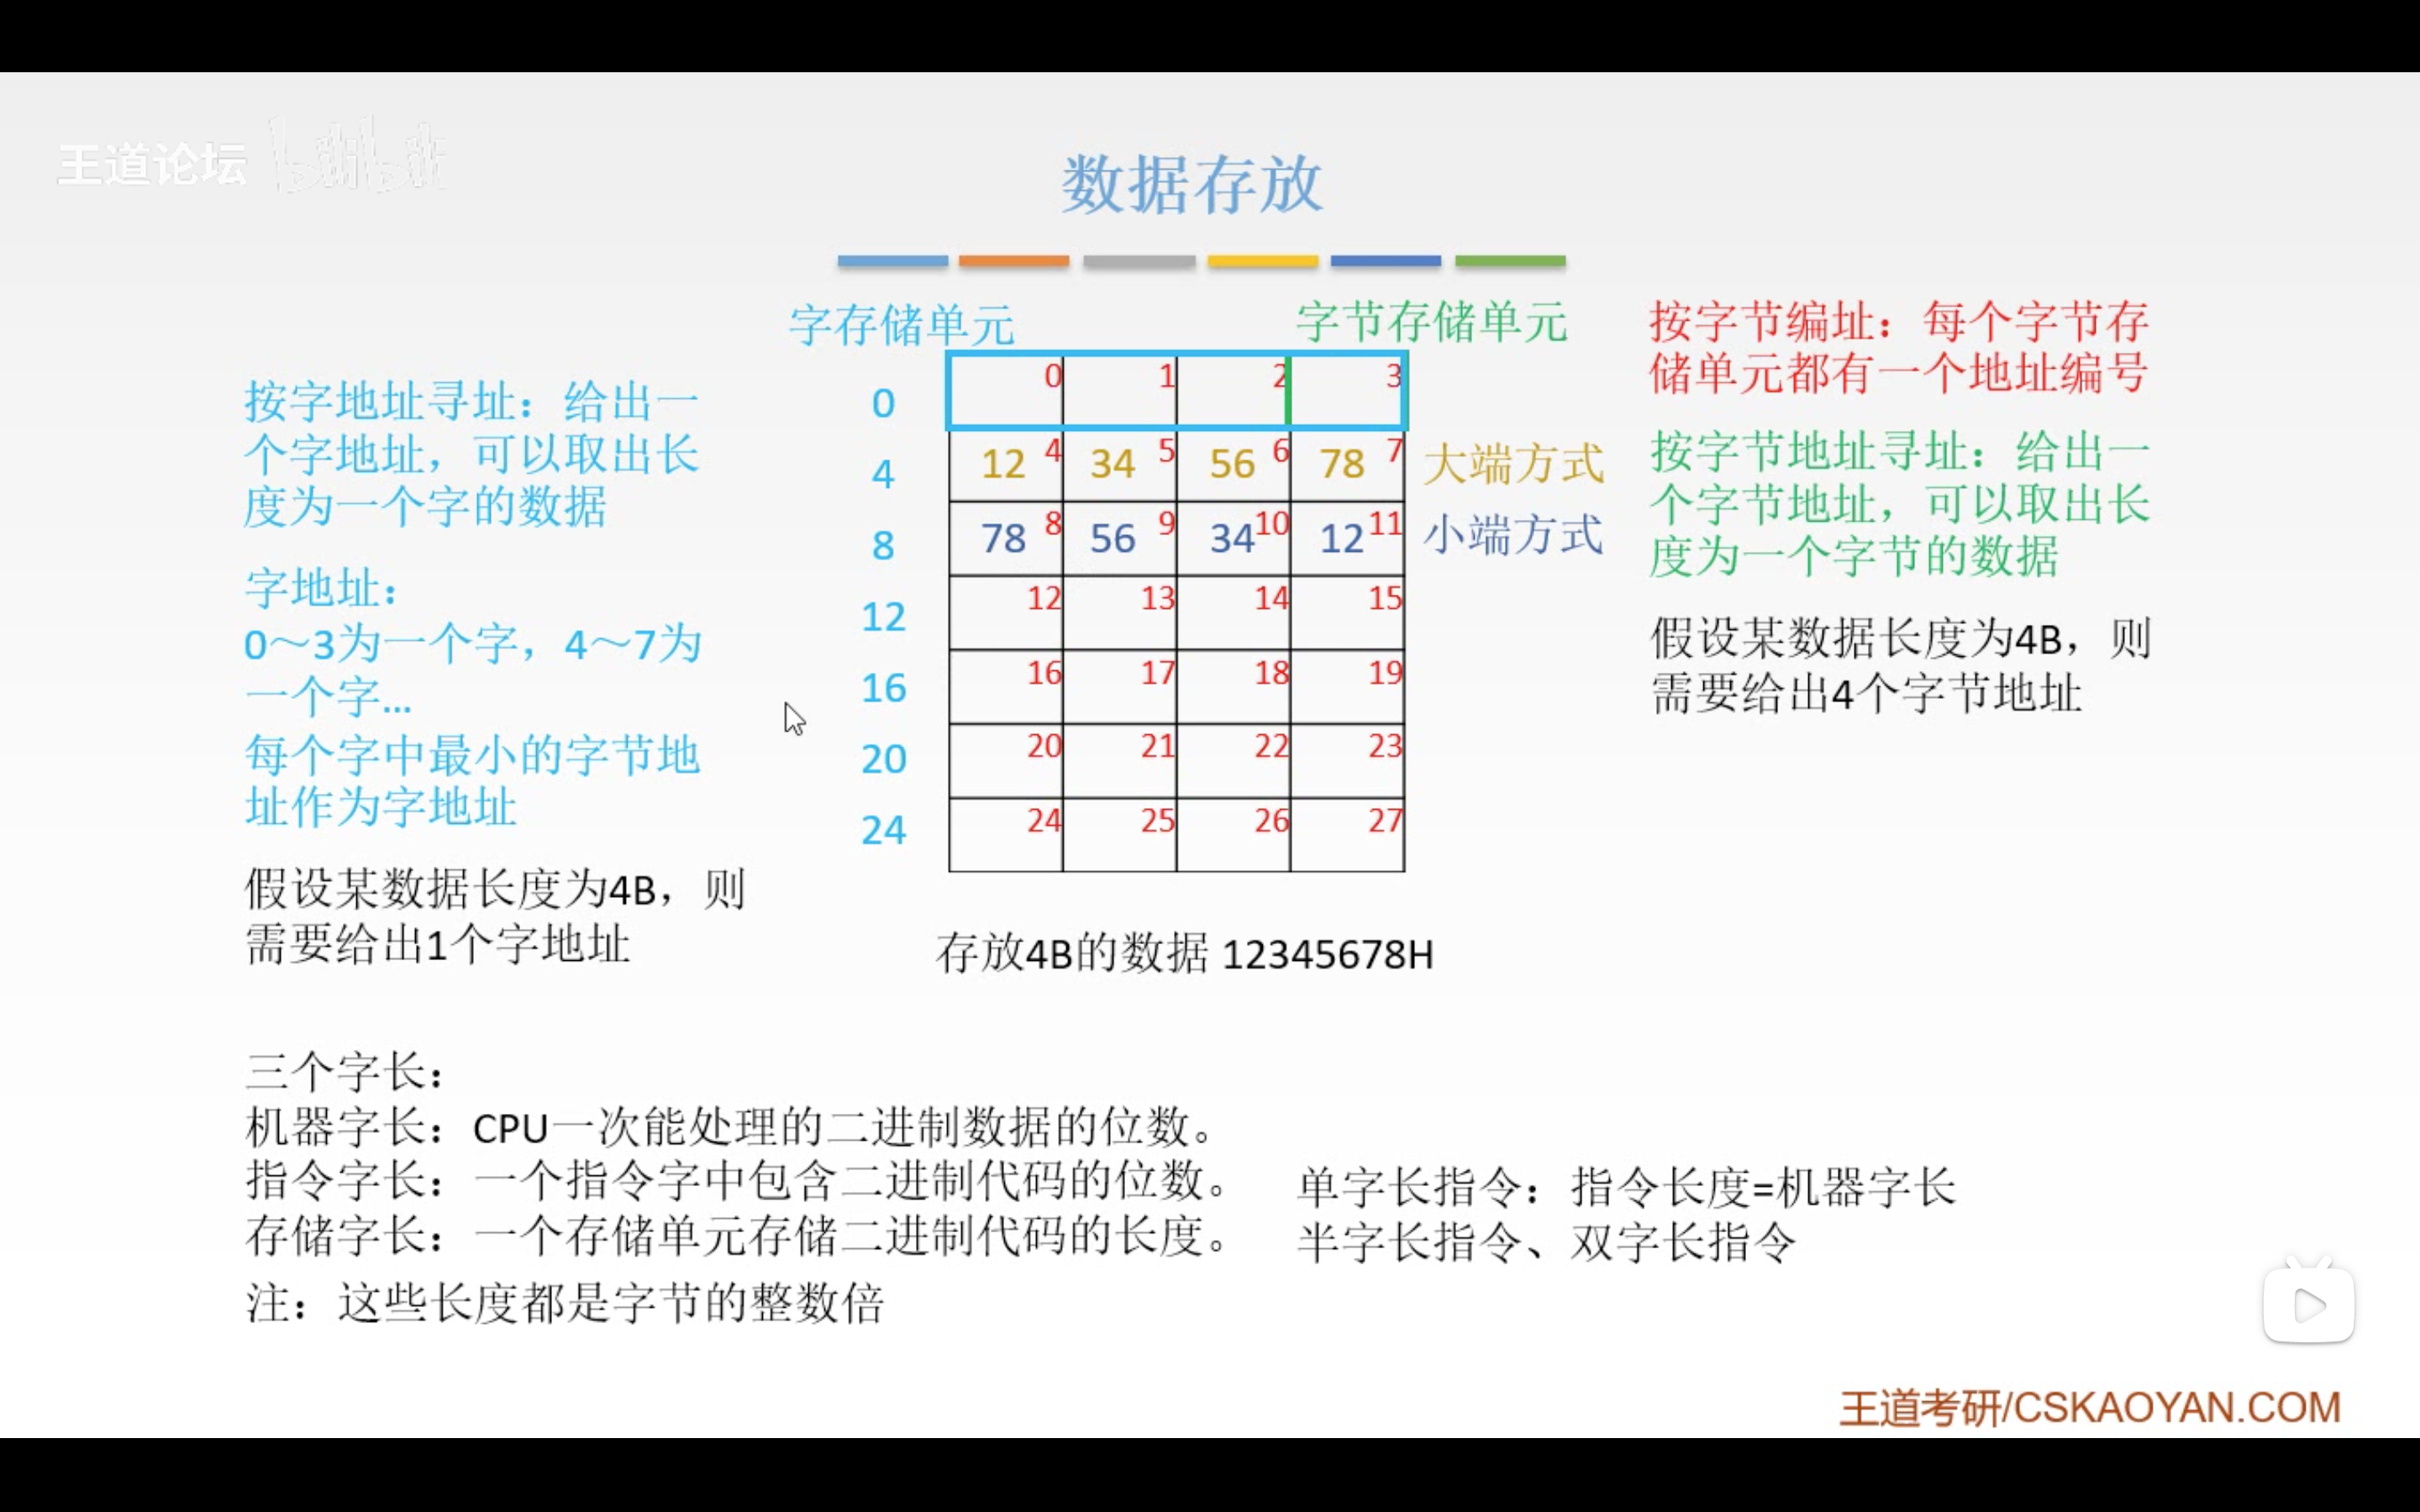 王道论坛 bilibili
数据存放
字存储单元
字节存储单元
按字地址寻址：给出一
个字地址，可以取出长
度为一个字的数据
字地址：
0～3为一个字，4～7为
一个字...
每个字中最小的字节地
址作为字地址
假设某数据长度为4B，则
需要给出1个字地址
0 0 1 2 3
4 12 4 34 5 56 6 78 7 大端方式
8 78 8 56 9 34 10 12 11 小端方式
12 12 13 14 15
16 16 17 18 19
20 20 21 22 23
24 24 25 26 27
存放4B的数据 12345678H
按字节编址：每个字节存
储单元都有一个地址编号
按字节地址寻址：给出一
个字节地址，可以取出长
度为一个字节的数据
假设某数据长度为4B，则
需要给出4个字节地址
三个字长：
机器字长：CPU一次能处理的二进制数据的位数。
指令字长：一个指令字中包含二进制代码的位数。
存储字长：一个存储单元存储二进制代码的长度。
单字长指令：指令长度=机器字长
半字长指令、双字长指令
注：这些长度都是字节的整数倍
王道考研/CSKAOYAN.COM